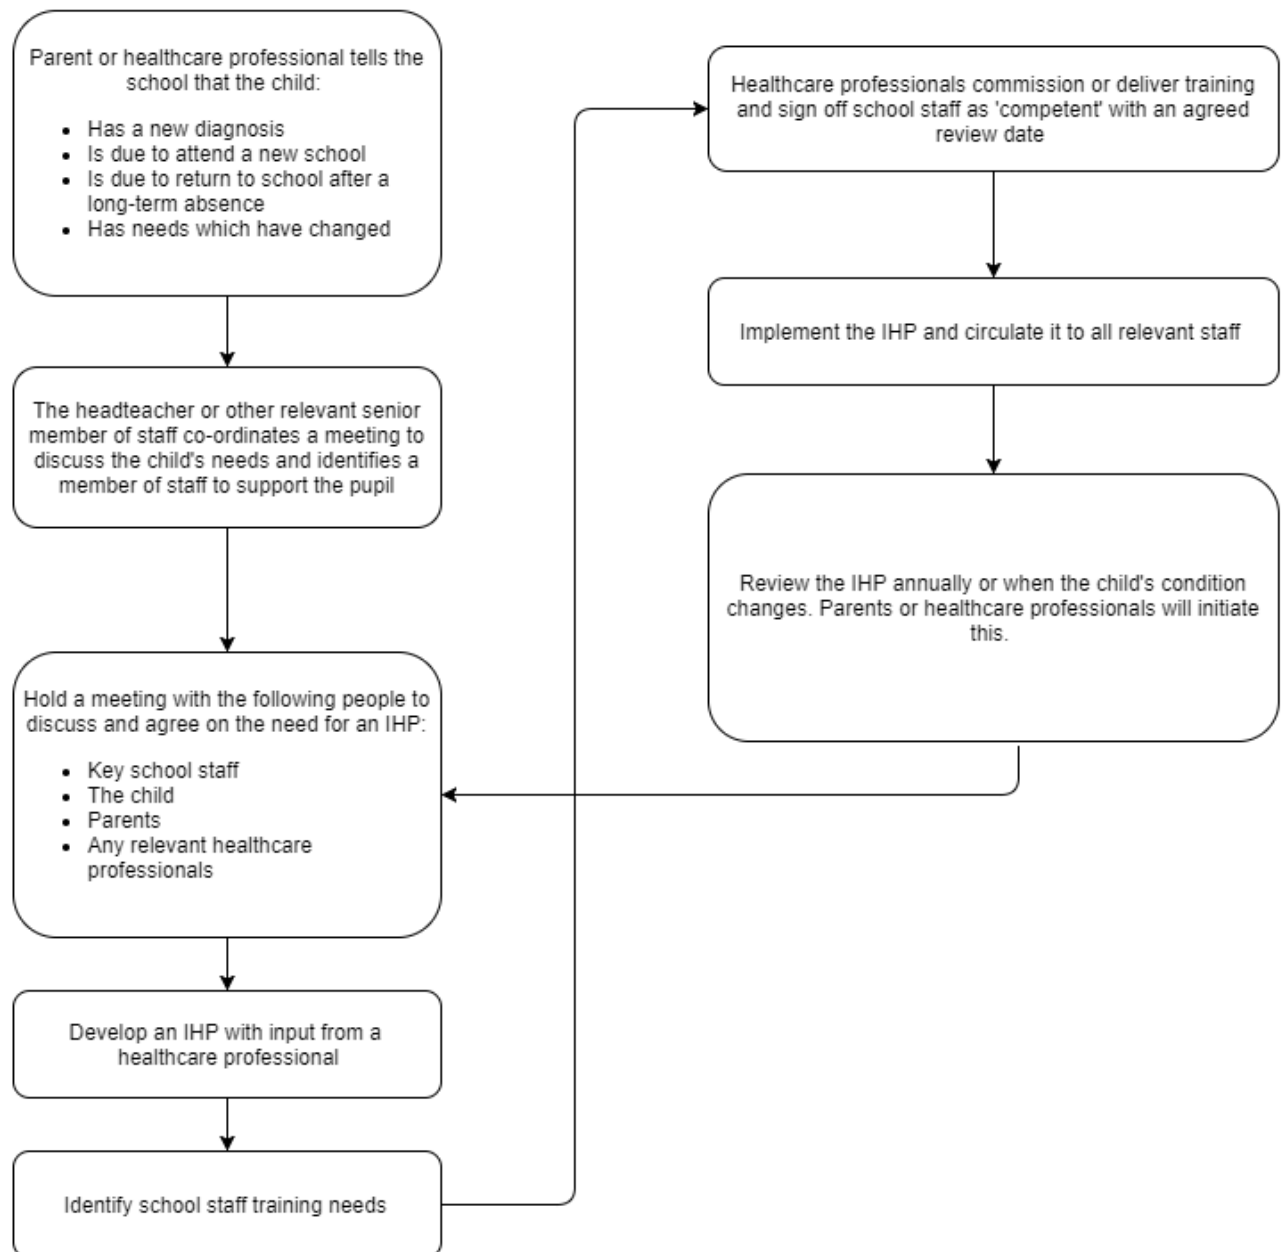 Parent or healthcare professional tells the
school that the child:
• Has a new diagnosis
• Is due to attend a new school
• Is due to return to school after a
long-term absence
• Has needs which have changed
The headteacher or other relevant senior
member of staff co-ordinates a meeting to
discuss the child's needs and identifies a
member of staff to support the pupil
Hold a meeting with the following people to
discuss and agree on the need for an IHP:
• Key school staff
• The child
• Parents
• Any relevant healthcare
professionals
Develop an IHP with input from a
healthcare professional
Identify school staff training needs
Healthcare professionals commission or deliver training
and sign off school staff as 'competent' with an agreed
review date
Implement the IHP and circulate it to all relevant staff
Review the IHP annually or when the child's condition
changes. Parents or healthcare professionals will initiate
this.